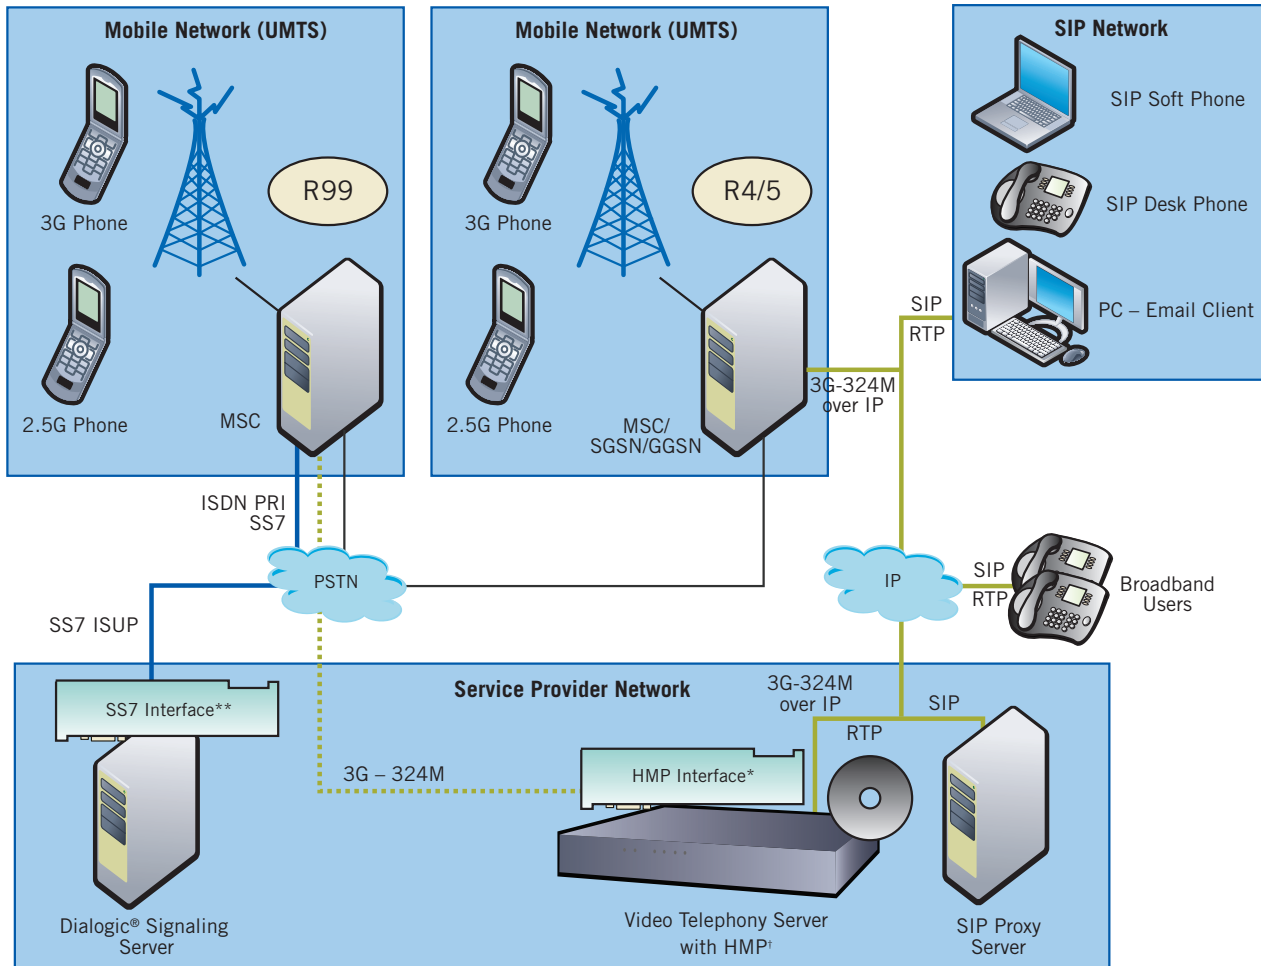 Mobile Network (UMTS)
R99
3G Phone
2.5G Phone
MSC
Mobile Network (UMTS)
R4/5
3G Phone
2.5G Phone
MSC/
SGSN/GGSN
SIP Network
SIP Soft Phone
SIP Desk Phone
PC – Email Client
SIP
RTP
3G-324M
over IP
ISDN PRI
SS7
PSTN
IP
SIP
RTP
Broadband
Users
SS7 ISUP
Service Provider Network
SS7 Interface**
3G – 324M
HMP Interface*
3G-324M
over IP
RTP
SIP
Dialogic® Signaling
Server
Video Telephony Server
with HMP†
SIP Proxy
Server